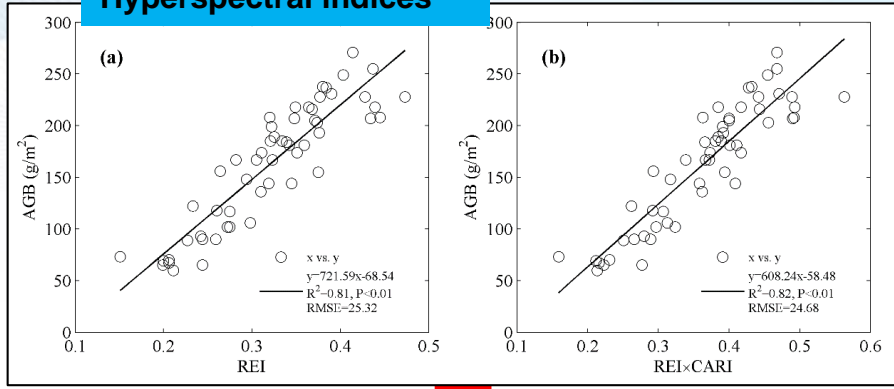 Hyperspectral indices
(a)
300
250
200
150
100
50
0
AGB (g/m²)
x vs. y
y=721.59x-68.54
R²=0.81, P<0.01
RMSE=25.32
0.1 0.2 0.3 0.4 0.5
REI
(b)
300
250
200
150
100
50
0
AGB (g/m²)
x vs. y
y=608.24x-58.48
R²=0.82, P<0.01
RMSE=24.68
0.1 0.2 0.3 0.4 0.5 0.6
REI×CARI